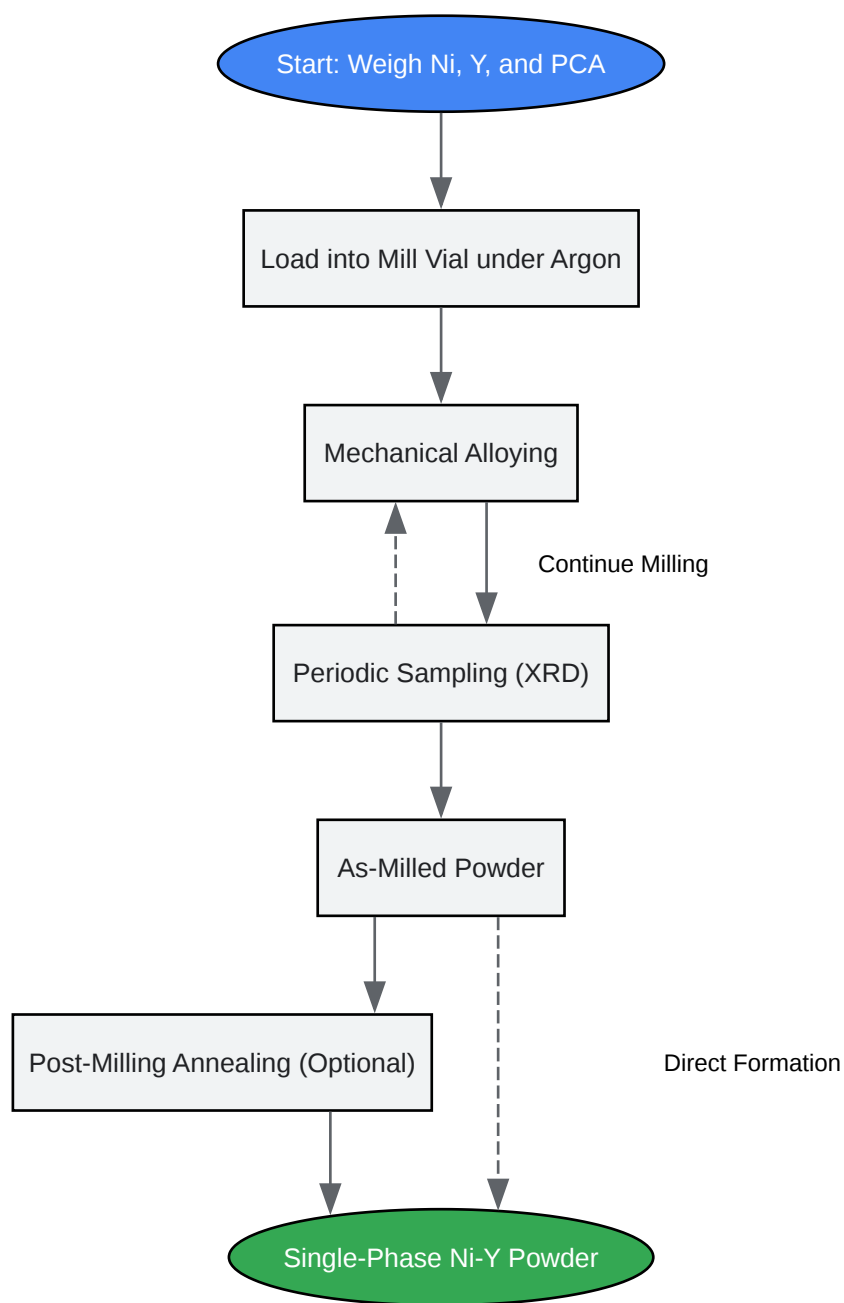 Start: Weigh Ni, Y, and PCA
Load into Mill Vial under Argon
Mechanical Alloying
Continue Milling
Periodic Sampling (XRD)
As-Milled Powder
Post-Milling Annealing (Optional)
Direct Formation
Single-Phase Ni-Y Powder